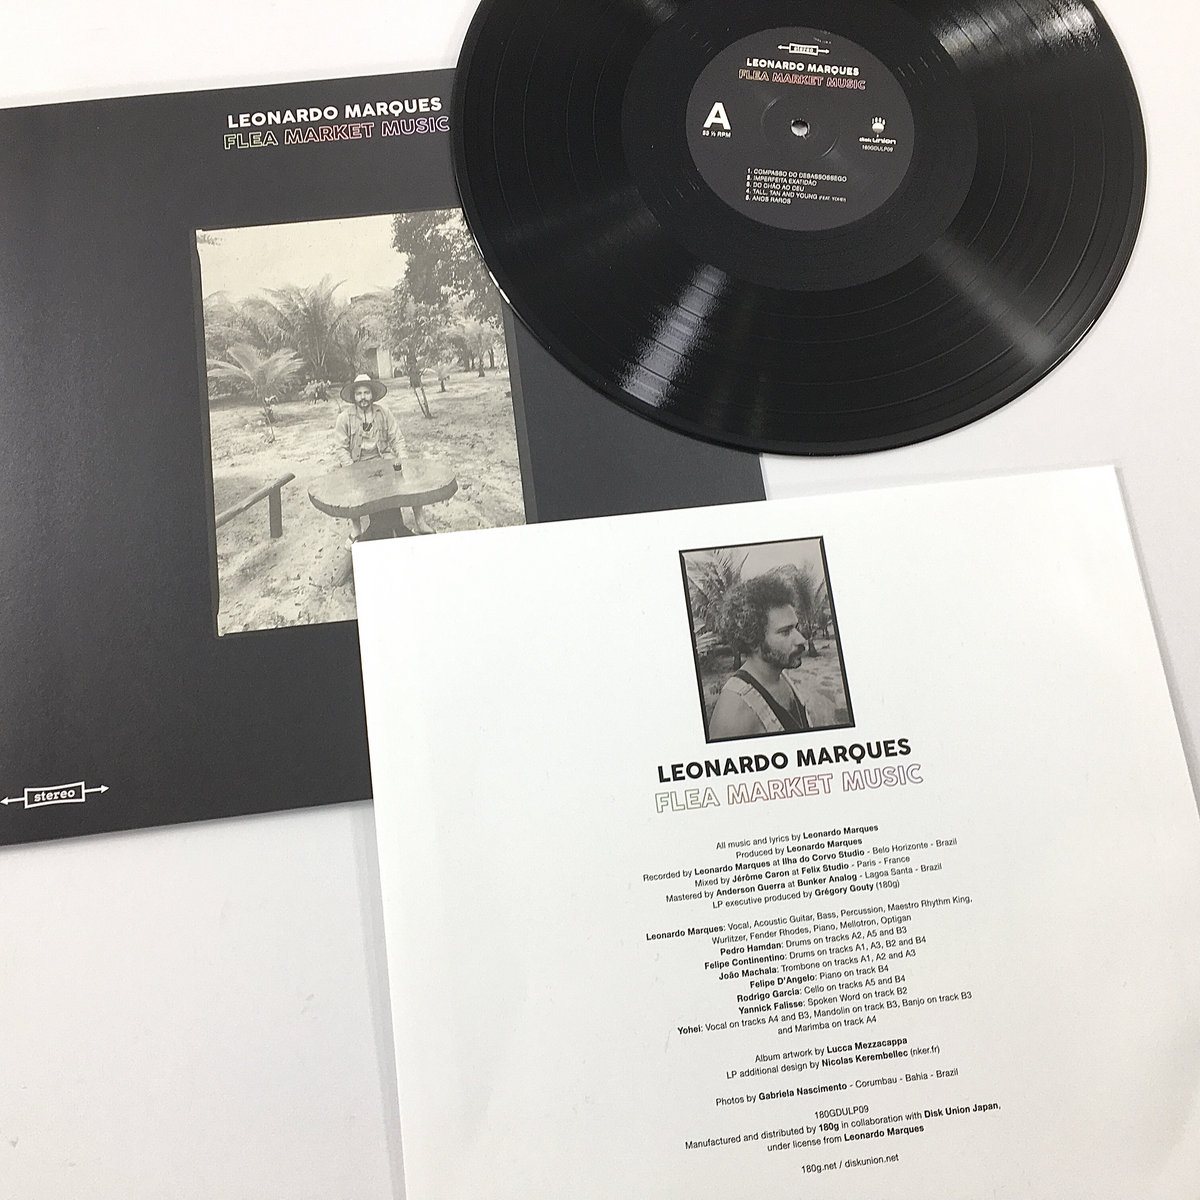 LEONARDO MARQUES
FLEA MARKET MUSIC
stereo
stereo
LEONARDO MARQUES
FLEA MARKET MUSIC
A
33 ⅓ RPM
disk union
180GDULP09
1. COMPASSO DO DESASSOSSEGO
2. IMPERFEITA EXATIDÃO
3. DO CHÃO AO CÉU
4. TALL, TAN AND YOUNG (FEAT. YOHEI)
5. ANOS RAROS
LEONARDO MARQUES
FLEA MARKET MUSIC
All music and lyrics by Leonardo Marques
Produced by Leonardo Marques
Recorded by Leonardo Marques at Ilha do Corvo Studio - Belo Horizonte - Brazil
Mixed by Jérôme Caron at Felix Studio - Paris - France
Mastered by Anderson Guerra at Bunker Analog - Lagoa Santa - Brazil
LP executive produced by Grégory Gouty (180g)
Leonardo Marques: Vocal, Acoustic Guitar, Bass, Percussion, Maestro Rhythm King,
Wurlitzer, Fender Rhodes, Piano, Mellotron, Optigan
Pedro Hamdan: Drums on tracks A2, A5 and B3
Felipe Continentino: Drums on tracks A1, A3, B2 and B4
João Machala: Trombone on tracks A1, A2 and A3
Felipe D'Angelo: Piano on track B4
Rodrigo Garcia: Cello on tracks A5 and B4
Yannick Falisse: Spoken Word on track B2
Yohei: Vocal on tracks A4 and B3, Mandolin on track B3, Banjo on track B3
and Marimba on track A4
Album artwork by Lucca Mezzacappa
LP additional design by Nicolas Kerembellec (nker.fr)
Photos by Gabriela Nascimento - Corumbau - Bahia - Brazil
180GDULP09
Manufactured and distributed by 180g in collaboration with Disk Union Japan,
under license from Leonardo Marques
180g.net / diskunion.net